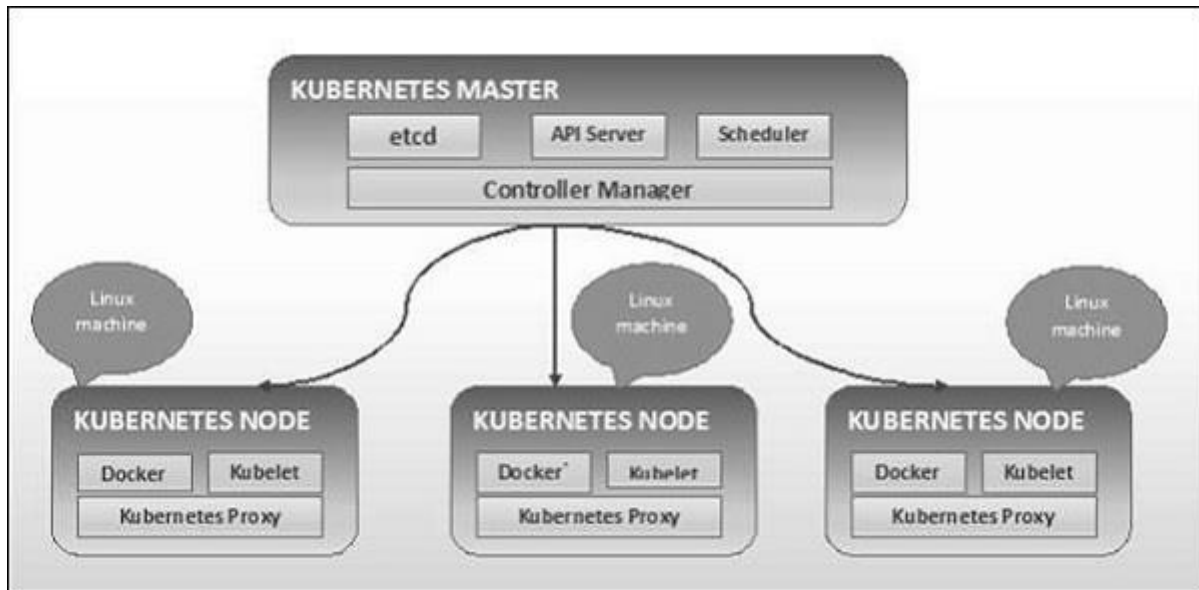 KUBERNETES MASTER
etcd
API Server
Scheduler
Controller Manager
Linux
machine
Linux
machine
Linux
machine
KUBERNETES NODE
Docker
Kubelet
Kubernetes Proxy
KUBERNETES NODE
Docker
Kubelet
Kubernetes Proxy
KUBERNETES NODE
Docker
Kubelet
Kubernetes Proxy